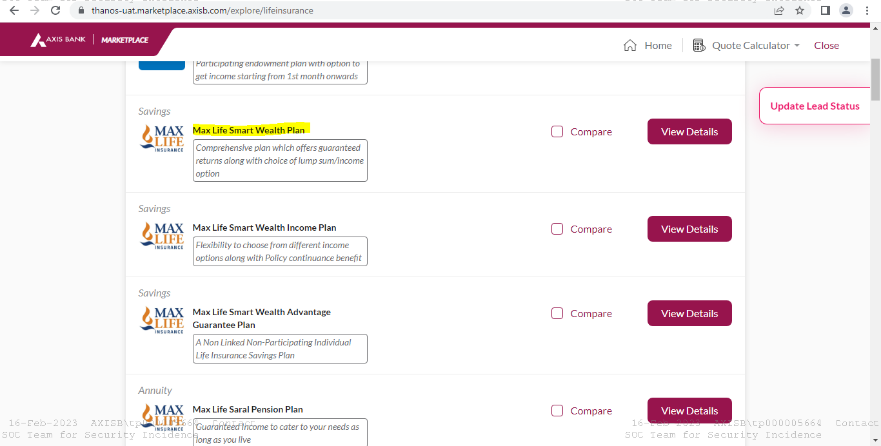 thanos-uat.marketplace.axisb.com/explore/lifeinsurance
AXIS BANK | MARKETPLACE
Home
Quote Calculator
Close
Participating endowment plan with option to
get income starting from 1st month onwards
Update Lead Status
Savings
MAX
LIFE
INSURANCE
Max Life Smart Wealth Plan
Comprehensive plan which offers guaranteed
returns along with choice of lump sum/income
option
Compare
View Details
Savings
MAX
LIFE
INSURANCE
Max Life Smart Wealth Income Plan
Flexibility to choose from different income
options along with Policy continuance benefit
Compare
View Details
Savings
MAX
LIFE
INSURANCE
Max Life Smart Wealth Advantage
Guarantee Plan
A Non Linked Non-Participating Individual
Life Insurance Savings Plan
Compare
View Details
Annuity
MAX
LIFE
INSURANCE
Max Life Saral Pension Plan
Guaranteed Income to cater to your needs as
long as you live
Compare
View Details
16-Feb-2023 AXISB\tp Contact
SOC Team for Security Incidence
16-Feb-2023 AXISB\tp000005664 Contact
SOC Team for Security Incidence